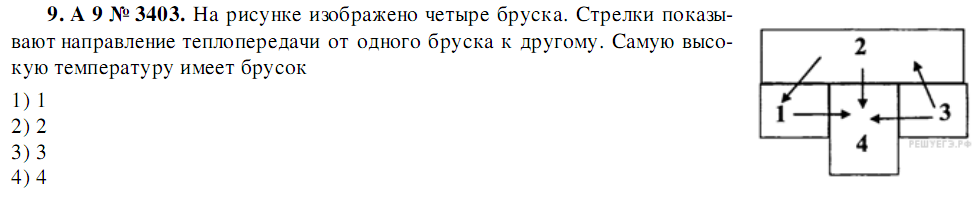 9. А 9 № 3403. На рисунке изображено четыре бруска. Стрелки показы-
вают направление теплопередачи от одного бруска к другому. Самую высо-
кую температуру имеет брусок
1) 1
2) 2
3) 3
4) 4
2
1
3
4
РЕШУЕГЭ.РФ